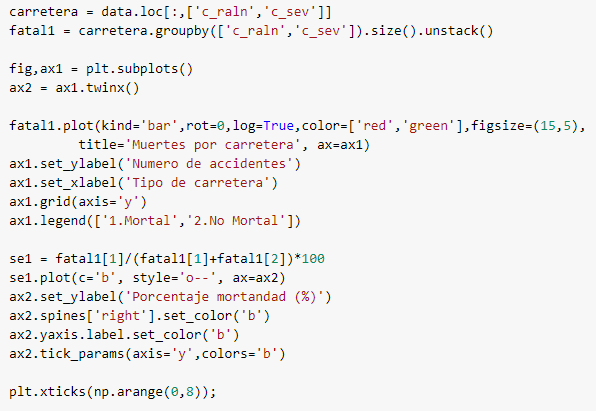 carretera = data.loc[:,['c_raln','c_sev']]
fatal1 = carretera.groupby(['c_raln','c_sev']).size().unstack()
fig,ax1 = plt.subplots()
ax2 = ax1.twinx()
fatal1.plot(kind='bar',rot=0,log=True,color=['red','green'],figsize=(15,5),
title='Muertes por carretera', ax=ax1)
ax1.set_ylabel('Numero de accidentes')
ax1.set_xlabel('Tipo de carretera')
ax1.grid(axis='y')
ax1.legend(['1.Mortal','2.No Mortal'])
se1 = fatal1[1]/(fatal1[1]+fatal1[2])*100
se1.plot(c='b', style='o--', ax=ax2)
ax2.set_ylabel('Porcentaje mortandad (%)')
ax2.spines['right'].set_color('b')
ax2.yaxis.label.set_color('b')
ax2.tick_params(axis='y',colors='b')
plt.xticks(np.arange(0,8));